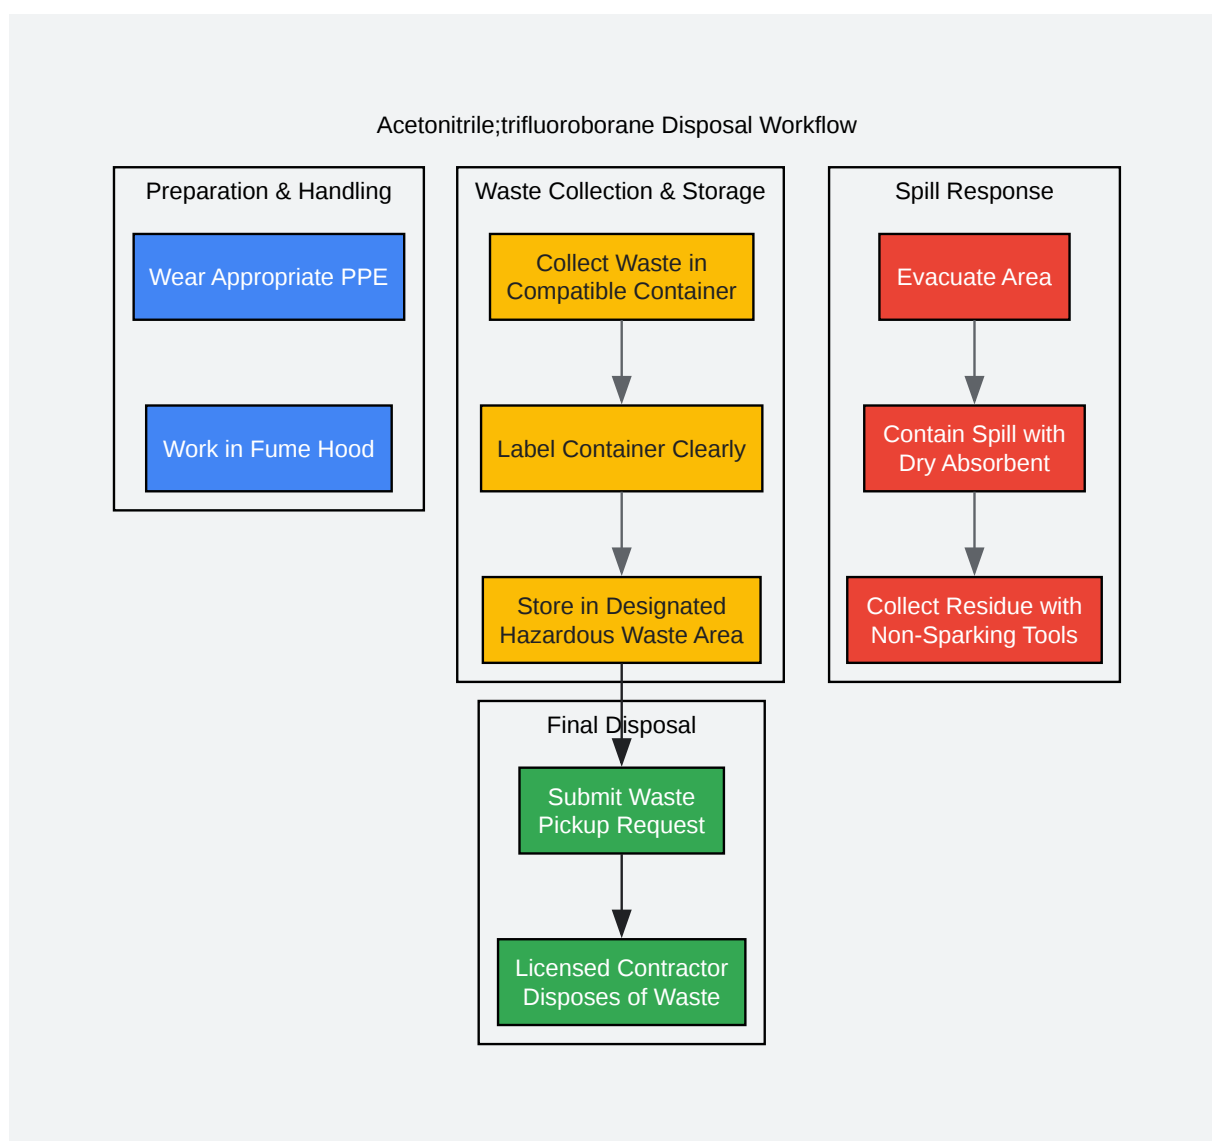 Acetonitrile;trifluoroborane Disposal Workflow
Preparation & Handling
Wear Appropriate PPE
Work in Fume Hood
Waste Collection & Storage
Collect Waste in
Compatible Container
Label Container Clearly
Store in Designated
Hazardous Waste Area
Spill Response
Evacuate Area
Contain Spill with
Dry Absorbent
Collect Residue with
Non-Sparking Tools
Final Disposal
Submit Waste
Pickup Request
Licensed Contractor
Disposes of Waste